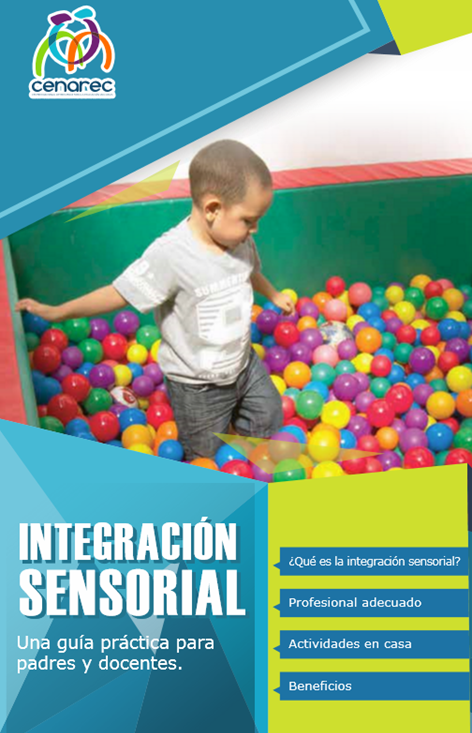 cenarec
INTEGRACIÓN
SENSORIAL
Una guía práctica para
padres y docentes.
¿Qué es la integración sensorial?
Profesional adecuado
Actividades en casa
Beneficios